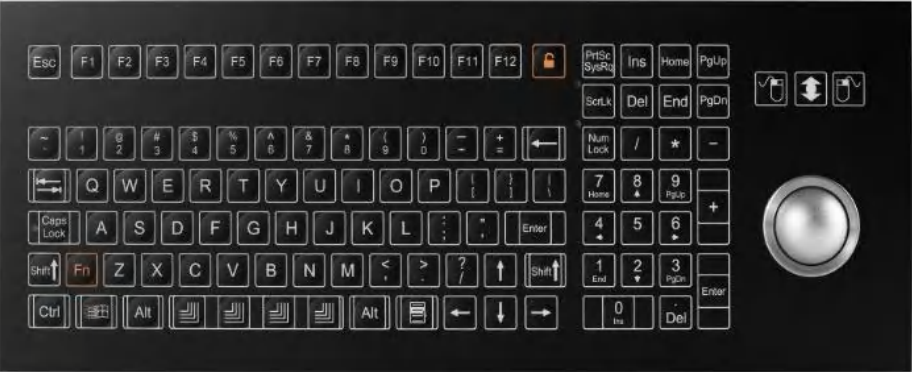 Esc F1 F2 F3 F4 F5 F6 F7 F8 F9 F10 F11 F12 PrtSc SysRq Ins Home PgUp
ScrLk Del End PgDn
~ ` ! 1 @ 2 # 3 $ 4 % 5 ^ 6 & 7 * 8 ( 9 ) 0 _ - + = ← Num Lock / * -
Q W E R T Y U I O P { [ } ] | \ 7 Home 8 9 PgUp +
Caps Lock A S D F G H J K L : ; " ' Enter 4 5 6
Shift Fn Z X C V B N M < , > . ? / ↑ Shift 1 End 2 3 PgDn Enter
Ctrl Alt Alt ← ↓ → 0 Ins . Del